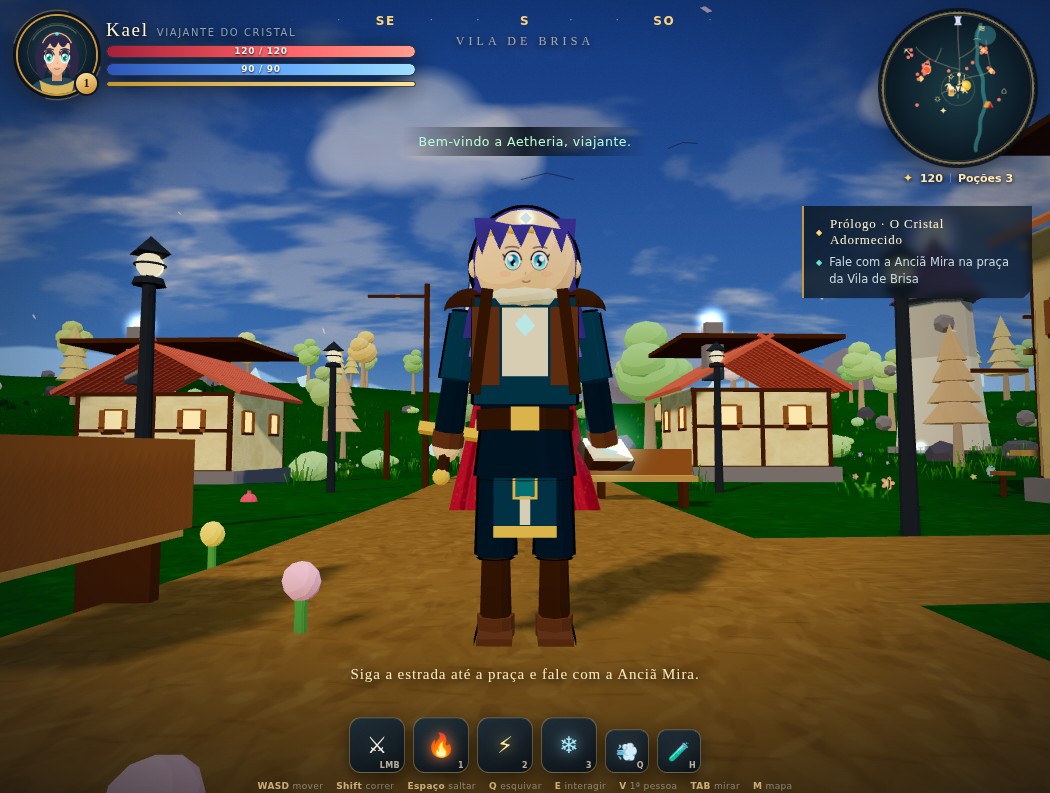 SE · · S · · SO
Kael VIAJANTE DO CRISTAL
VILA DE BRISA
120 / 120
90 / 90
1
Bem-vindo a Aetheria, viajante.
✦ 120 | Poções 3
Prólogo · O Cristal
Adormecido
Fale com a Anciã Mira na praça
da Vila de Brisa
Siga a estrada até a praça e fale com a Anciã Mira.
LMB 1 2 3 Q H
WASD mover Shift correr Espaço saltar Q esquivar E interagir V 1ª pessoa TAB mirar M mapa